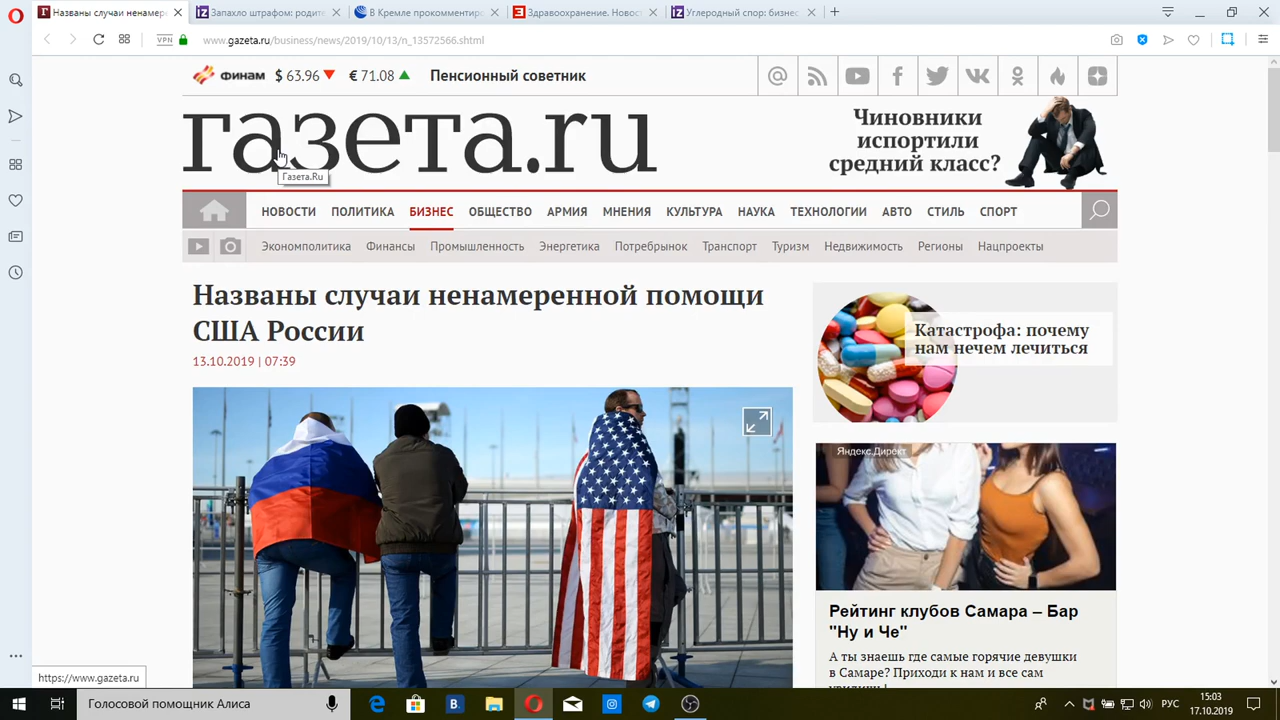 Названы случаи ненамере
Запахло штрафом: родите
В Кремле прокомментир
Здравоохранение. Новос
Углеродный спор: бизнес
VPN
www.gazeta.ru/business/news/2019/10/13/n_13572566.shtml
финам $ 63.96 € 71.08 Пенсионный советник
газета.ru
Газета.Ru
Чиновники
испортили
средний класс?
НОВОСТИ ПОЛИТИКА БИЗНЕС ОБЩЕСТВО АРМИЯ МНЕНИЯ КУЛЬТУРА НАУКА ТЕХНОЛОГИИ АВТО СТИЛЬ СПОРТ
Экономполитика Финансы Промышленность Энергетика Потребрынок Транспорт Туризм Недвижимость Регионы Нацпроекты
Названы случаи ненамеренной помощи
США России
13.10.2019 | 07:39
Катастрофа: почему
нам нечем лечиться
Яндекс.Директ
Рейтинг клубов Самара – Бар
"Ну и Че"
А ты знаешь где самые горячие девушки
в Самаре? Приходи к нам и все сам
увидишь!
https://www.gazeta.ru
Голосовой помощник Алиса
РУС
15:03
17.10.2019